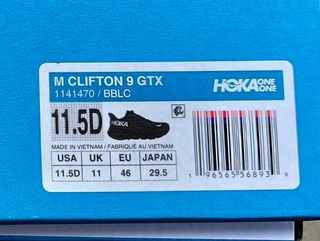 M CLIFTON 9 GTX
1141470 / BBLC
HOKA ONE ONE
11.5D
HOKA
MADE IN VIETNAM / FABRIQUÉ AU VIETNAM
USA UK EU JAPAN
11.5D 11 46 29.5
1 96565 56893 9